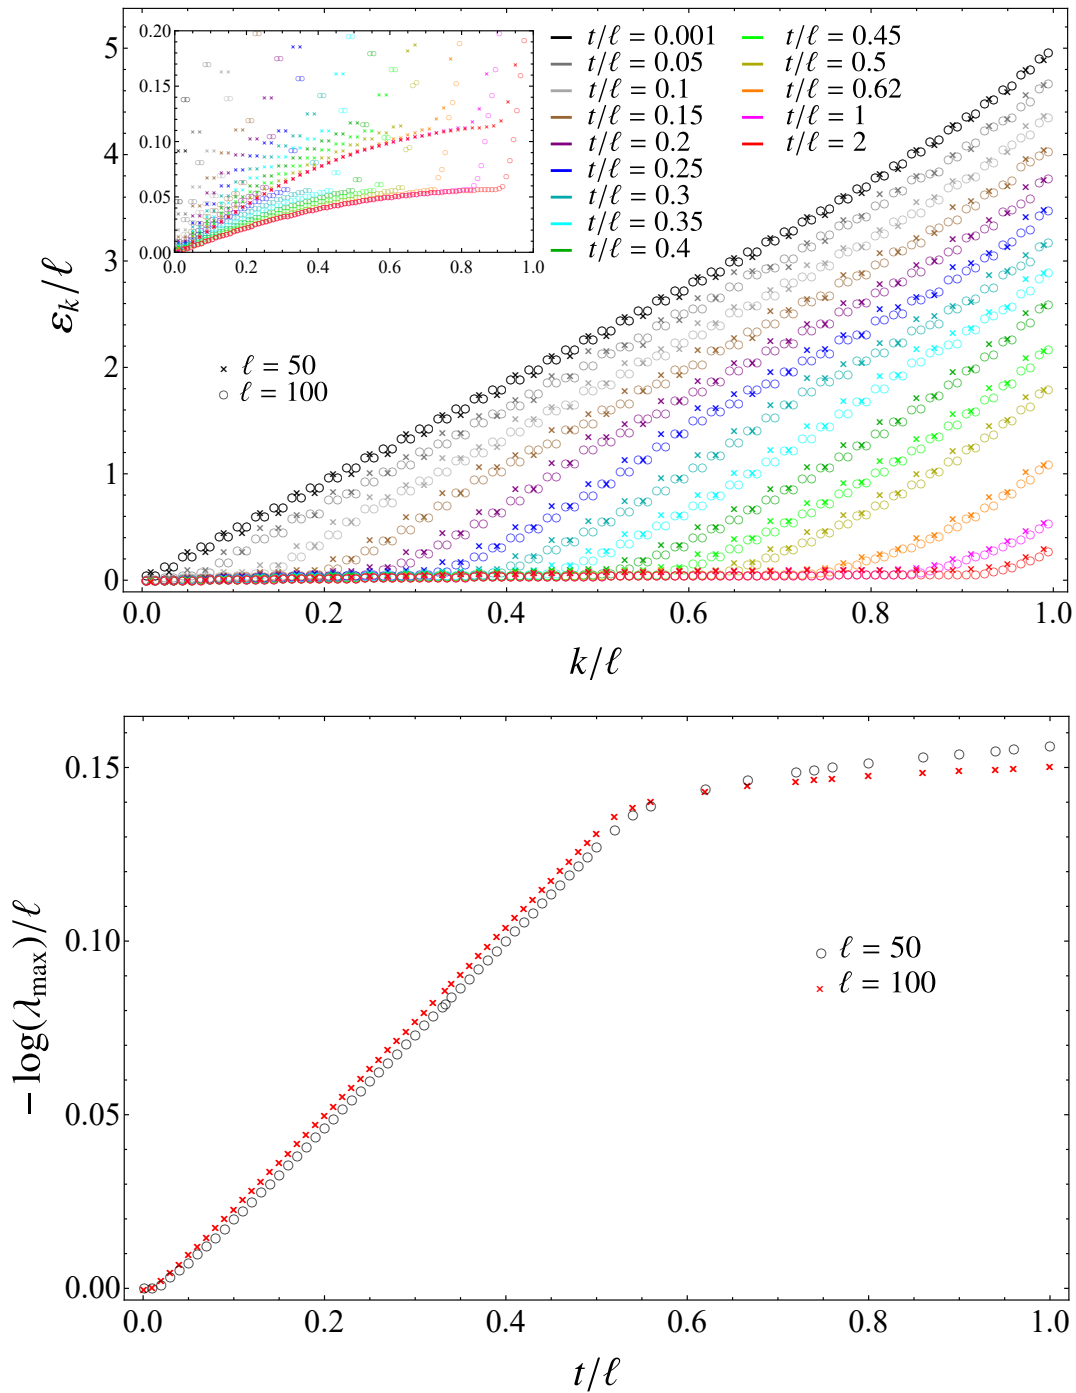 0.20
0.15
0.10
0.05
0.00
0.0 0.2 0.4 0.6 0.8 1.0
t/ℓ = 0.001
t/ℓ = 0.05
t/ℓ = 0.1
t/ℓ = 0.15
t/ℓ = 0.2
t/ℓ = 0.25
t/ℓ = 0.3
t/ℓ = 0.35
t/ℓ = 0.4
t/ℓ = 0.45
t/ℓ = 0.5
t/ℓ = 0.62
t/ℓ = 1
t/ℓ = 2
5
4
3
2
1
0
εk/ℓ
ℓ = 50
ℓ = 100
0.0 0.2 0.4 0.6 0.8 1.0
k/ℓ
0.15
0.10
0.05
0.00
− log(λmax)/ℓ
ℓ = 50
ℓ = 100
0.0 0.2 0.4 0.6 0.8 1.0
t/ℓ